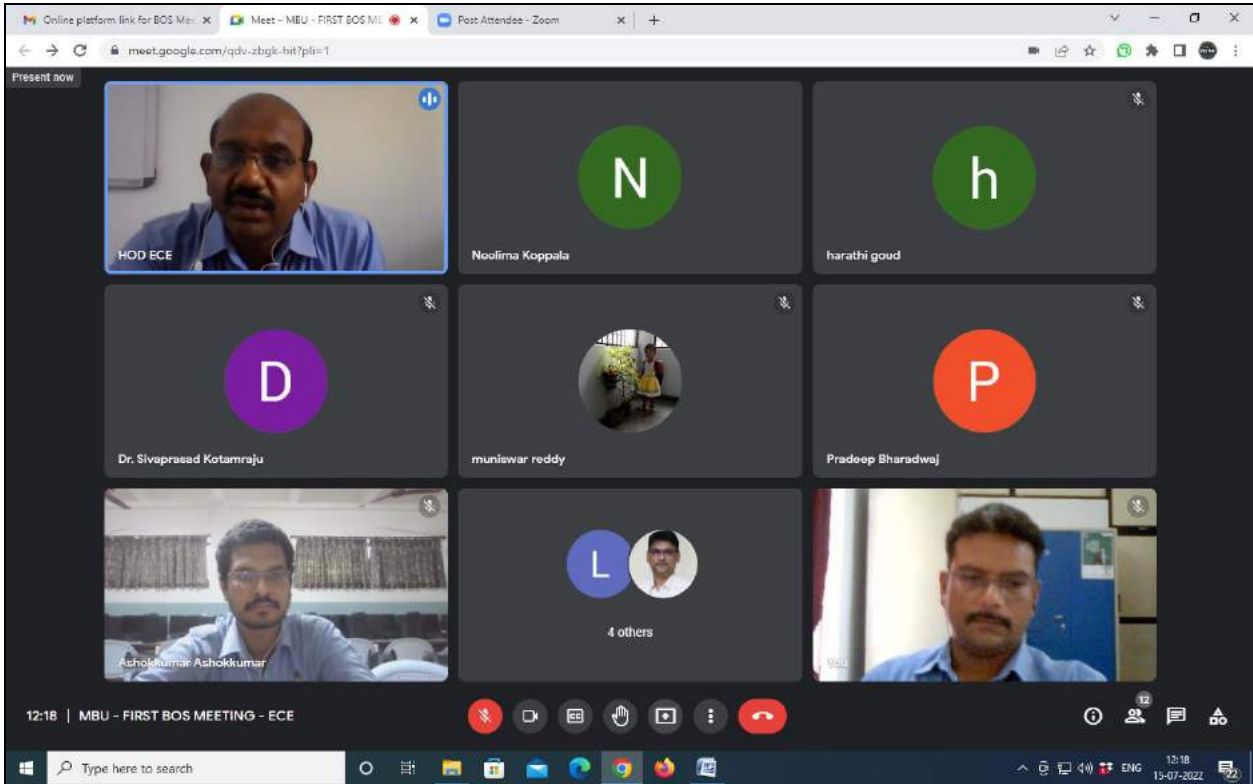 Online platform link for BOS Me
Meet – MBU - FIRST BOS ME
Post Attendee - Zoom
meet.google.com/qdv-zbgk-hit?pli=1
Present now
HOD ECE
N
Neelima Koppala
h
harathi goud
D
Dr. Sivaprasad Kotamraju
muniswar reddy
P
Pradeep Bharadwaj
Ashokkumar Ashokkumar
L
4 others
You
12:18 | MBU - FIRST BOS MEETING - ECE
12
Type here to search
ENG
12:18
15-07-2022
22